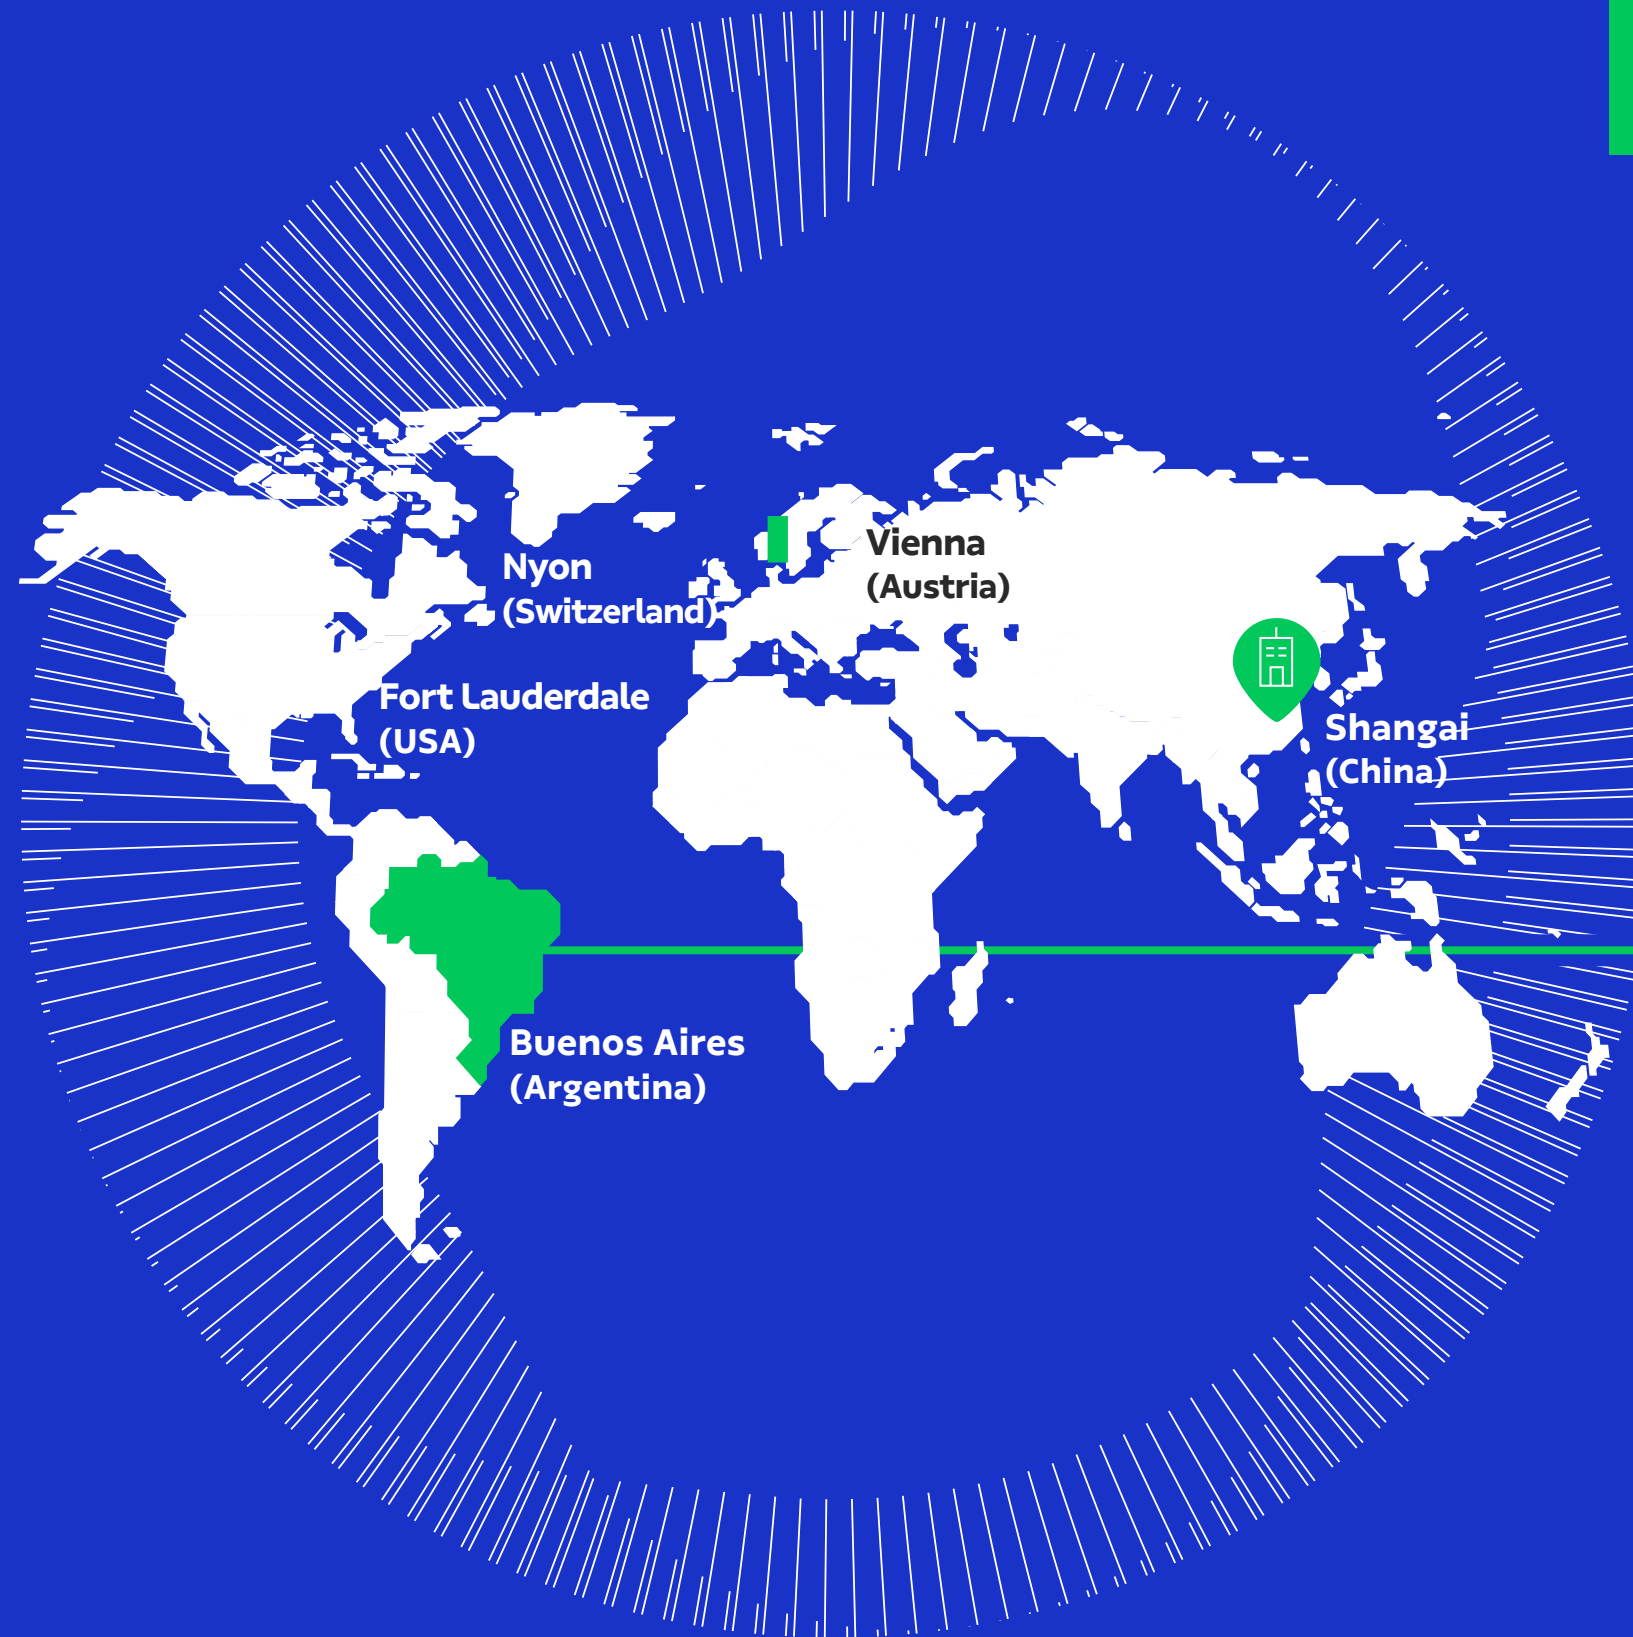 Vienna
(Austria)
Nyon
(Switzerland)
Fort Lauderdale
(USA)
Shangai
(China)
Buenos Aires
(Argentina)